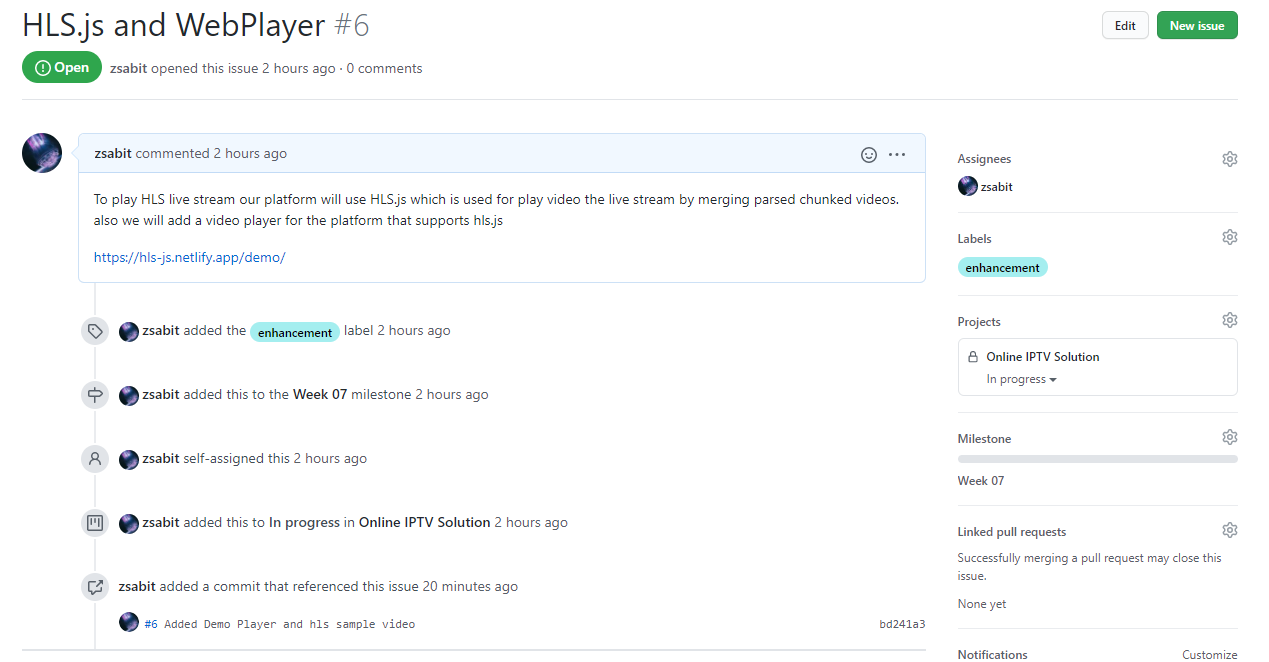 HLS.js and WebPlayer #6
Edit
New issue
Open
zsabit opened this issue 2 hours ago · 0 comments
zsabit commented 2 hours ago
To play HLS live stream our platform will use HLS.js which is used for play video the live stream by merging parsed chunked videos.
also we will add a video player for the platform that supports hls.js
https://hls-js.netlify.app/demo/
zsabit added the enhancement label 2 hours ago
zsabit added this to the Week 07 milestone 2 hours ago
zsabit self-assigned this 2 hours ago
zsabit added this to In progress in Online IPTV Solution 2 hours ago
zsabit added a commit that referenced this issue 20 minutes ago
#6 Added Demo Player and hls sample video
bd241a3
Assignees
zsabit
Labels
enhancement
Projects
Online IPTV Solution
In progress
Milestone
Week 07
Linked pull requests
Successfully merging a pull request may close this
issue.
None yet
Notifications
Customize